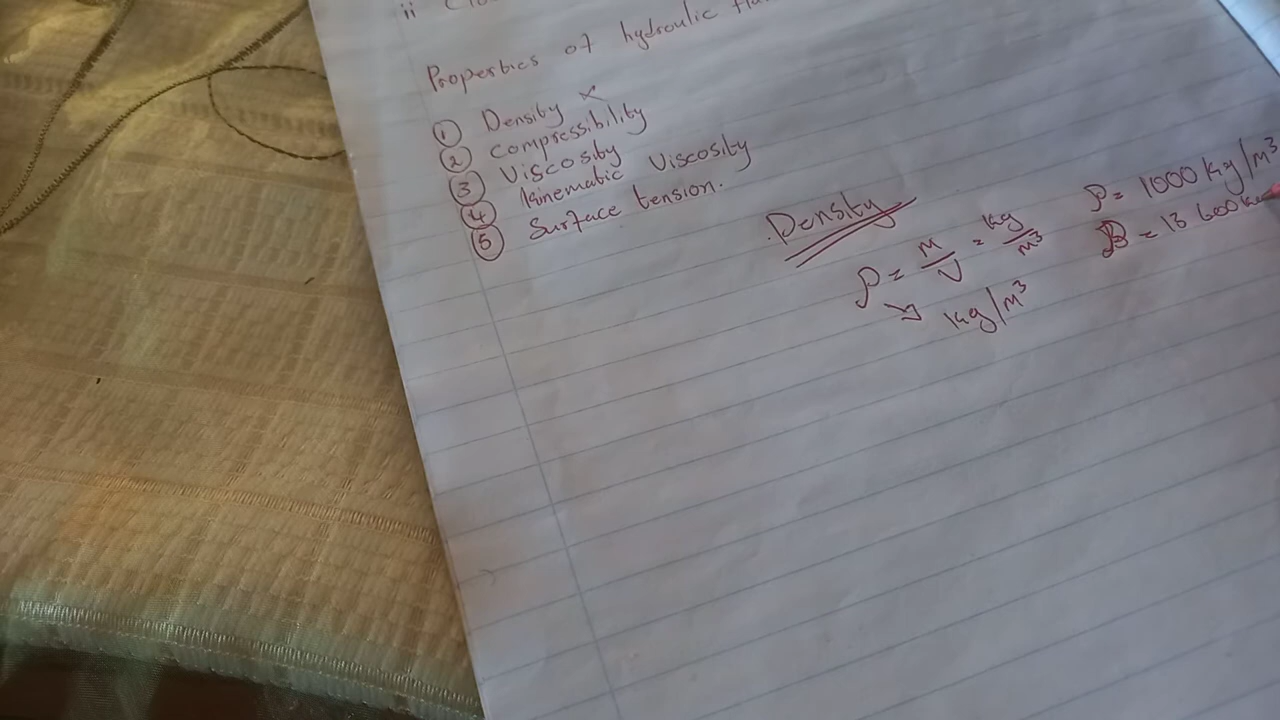 ii
Properties of hydraulic
① Density
② Compressibility
③ Viscosity
④ kinematic Viscosity
⑤ Surface tension.
Density
ρ = M/V = kg/m³
→ kg/m³
ρ = 1000 kg/m³
= 13 600